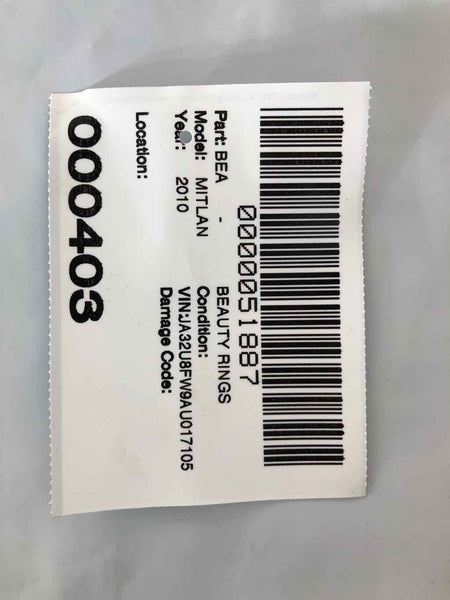 0000051887
Part: BEA - BEAUTY RINGS
Model: MITLAN Condition:
Year: 2010 VIN:JA32U8FW9AU017105
Damage Code:
Location:
000403